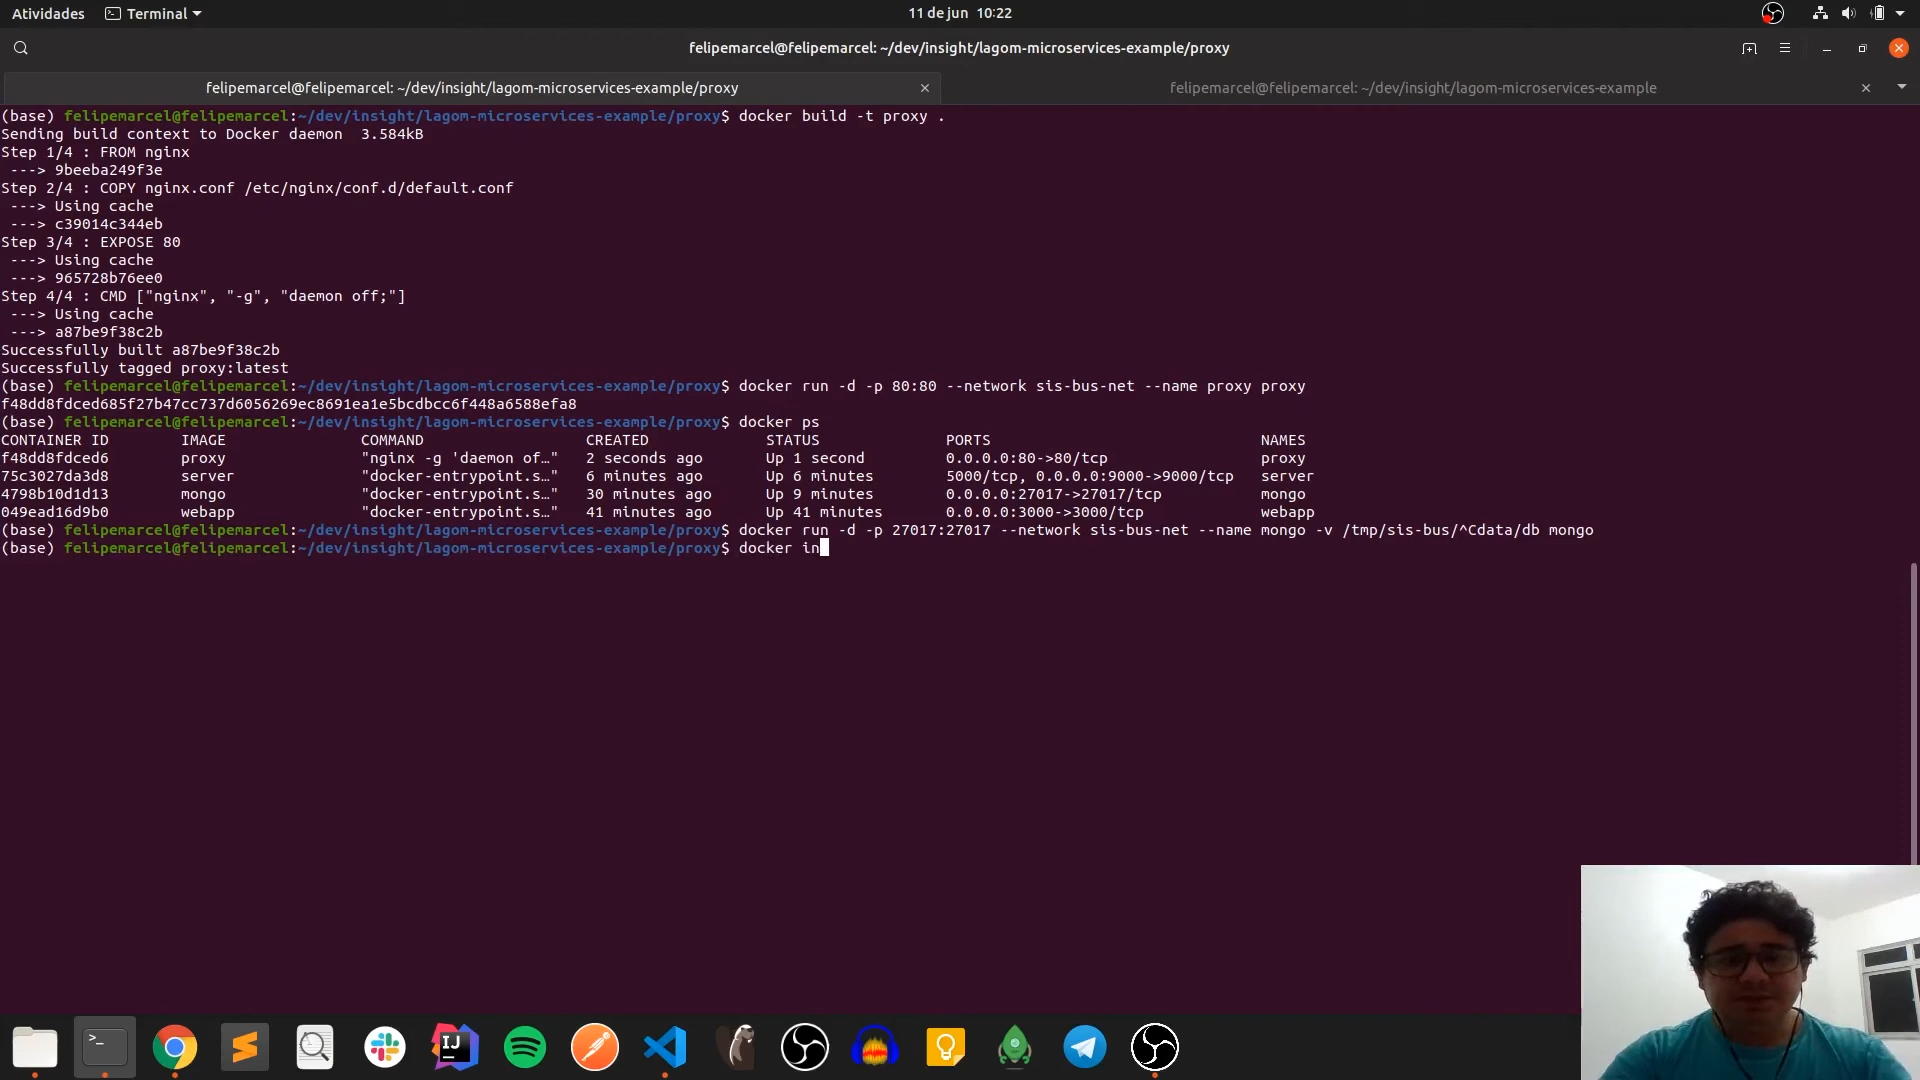 Atividades
Terminal
11 de jun 10:22
felipemarcel@felipemarcel: ~/dev/insight/lagom-microservices-example/proxy
felipemarcel@felipemarcel: ~/dev/insight/lagom-microservices-example/proxy
felipemarcel@felipemarcel: ~/dev/insight/lagom-microservices-example
(base) felipemarcel@felipemarcel:~/dev/insight/lagom-microservices-example/proxy$ docker build -t proxy .
Sending build context to Docker daemon  3.584kB
Step 1/4 : FROM nginx
 ---> 9beeba249f3e
Step 2/4 : COPY nginx.conf /etc/nginx/conf.d/default.conf
 ---> Using cache
 ---> c39014c344eb
Step 3/4 : EXPOSE 80
 ---> Using cache
 ---> 965728b76ee0
Step 4/4 : CMD ["nginx", "-g", "daemon off;"]
 ---> Using cache
 ---> a87be9f38c2b
Successfully built a87be9f38c2b
Successfully tagged proxy:latest
(base) felipemarcel@felipemarcel:~/dev/insight/lagom-microservices-example/proxy$ docker run -d -p 80:80 --network sis-bus-net --name proxy proxy
f48dd8fdced685f27b47cc737d6056269ec8691ea1e5bcdbcc6f448a6588efa8
(base) felipemarcel@felipemarcel:~/dev/insight/lagom-microservices-example/proxy$ docker ps
CONTAINER ID        IMAGE               COMMAND                  CREATED             STATUS              PORTS                              NAMES
f48dd8fdced6        proxy               "nginx -g 'daemon of…"   2 seconds ago       Up 1 second         0.0.0.0:80->80/tcp                 proxy
75c3027da3d8        server              "docker-entrypoint.s…"   6 minutes ago       Up 6 minutes        5000/tcp, 0.0.0.0:9000->9000/tcp   server
4798b10d1d13        mongo               "docker-entrypoint.s…"   30 minutes ago      Up 9 minutes        0.0.0.0:27017->27017/tcp           mongo
049ead16d9b0        webapp              "docker-entrypoint.s…"   41 minutes ago      Up 41 minutes       0.0.0.0:3000->3000/tcp             webapp
(base) felipemarcel@felipemarcel:~/dev/insight/lagom-microservices-example/proxy$ docker run -d -p 27017:27017 --network sis-bus-net --name mongo -v /tmp/sis-bus/^Cdata/db mongo
(base) felipemarcel@felipemarcel:~/dev/insight/lagom-microservices-example/proxy$ docker in